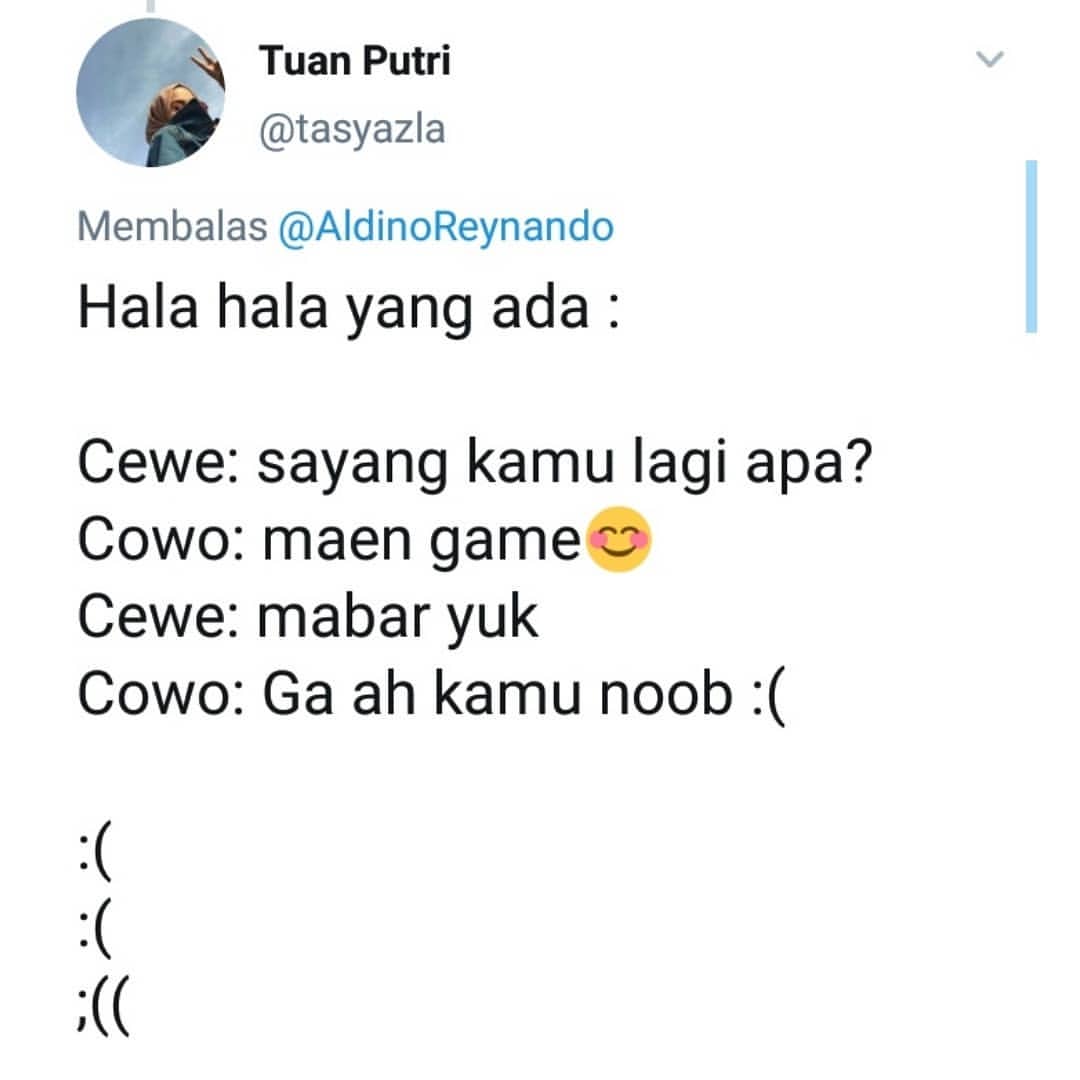 Tuan Putri
@tasyazla
Membalas @AldinoReynando
Hala hala yang ada :
Cewe: sayang kamu lagi apa?
Cowo: maen game😊
Cewe: mabar yuk
Cowo: Ga ah kamu noob :(
:(
:(
;((